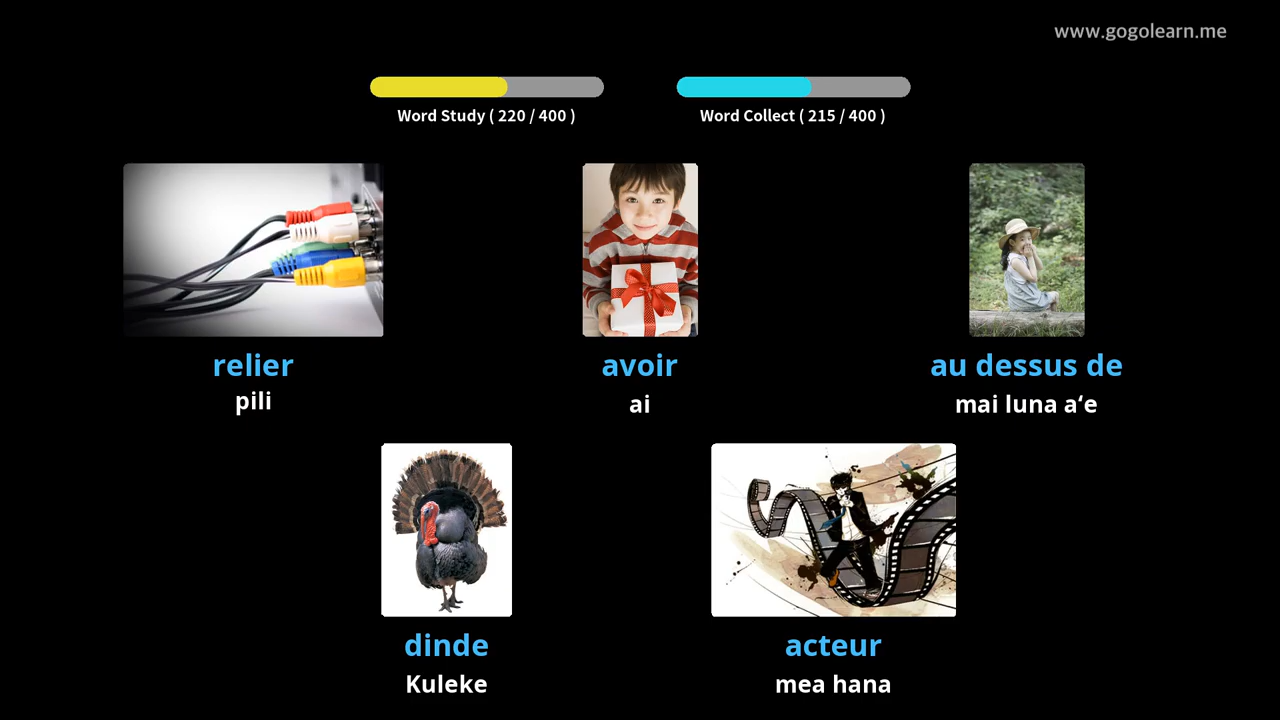 www.gogolearn.me
Word Study ( 220 / 400 )
Word Collect ( 215 / 400 )
relier
pili
avoir
ai
au dessus de
mai luna a‘e
dinde
Kuleke
acteur
mea hana